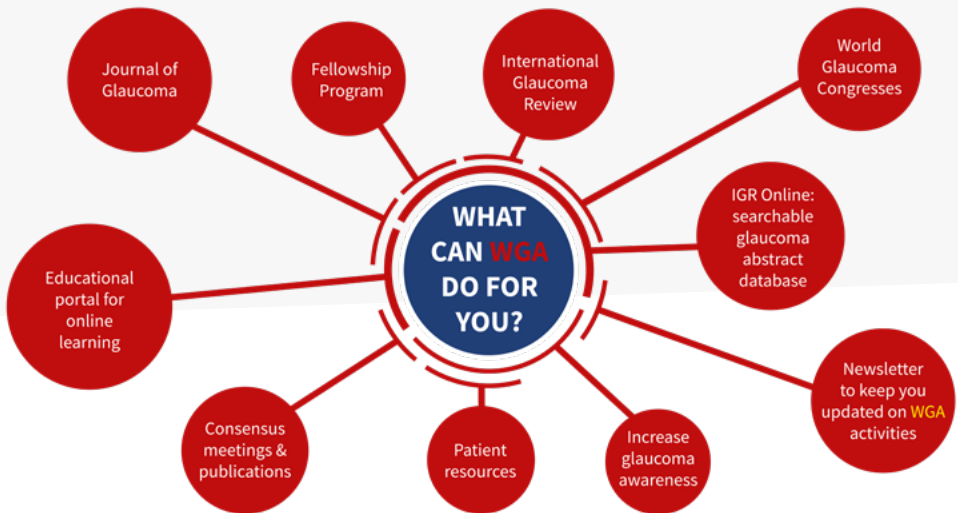 Journal of
Glaucoma
Fellowship
Program
International
Glaucoma
Review
World
Glaucoma
Congresses
WHAT
CAN WGA
DO FOR
YOU?
IGR Online:
searchable
glaucoma
abstract
database
Educational
portal for
online
learning
Newsletter
to keep you
updated on WGA
activities
Consensus
meetings &
publications
Patient
resources
Increase
glaucoma
awareness